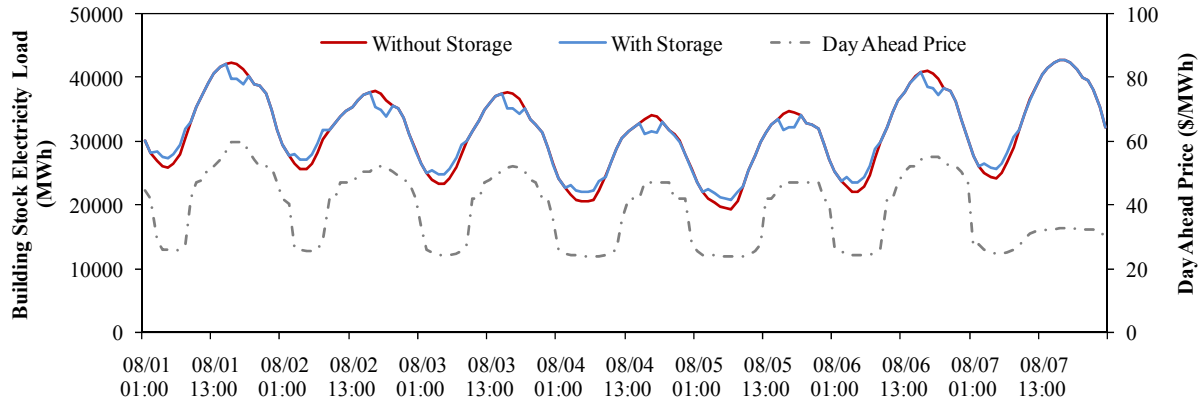 Building Stock Electricity Load
(MWh)
50000
40000
30000
20000
10000
0
Without Storage
With Storage
Day Ahead Price
100
80
60
40
20
0
Day Ahead Price ($/MWh)
08/01 08/01 08/02 08/02 08/03 08/03 08/04 08/04 08/05 08/05 08/06 08/06 08/07 08/07
01:00 13:00 01:00 13:00 01:00 13:00 01:00 13:00 01:00 13:00 01:00 13:00 01:00 13:00